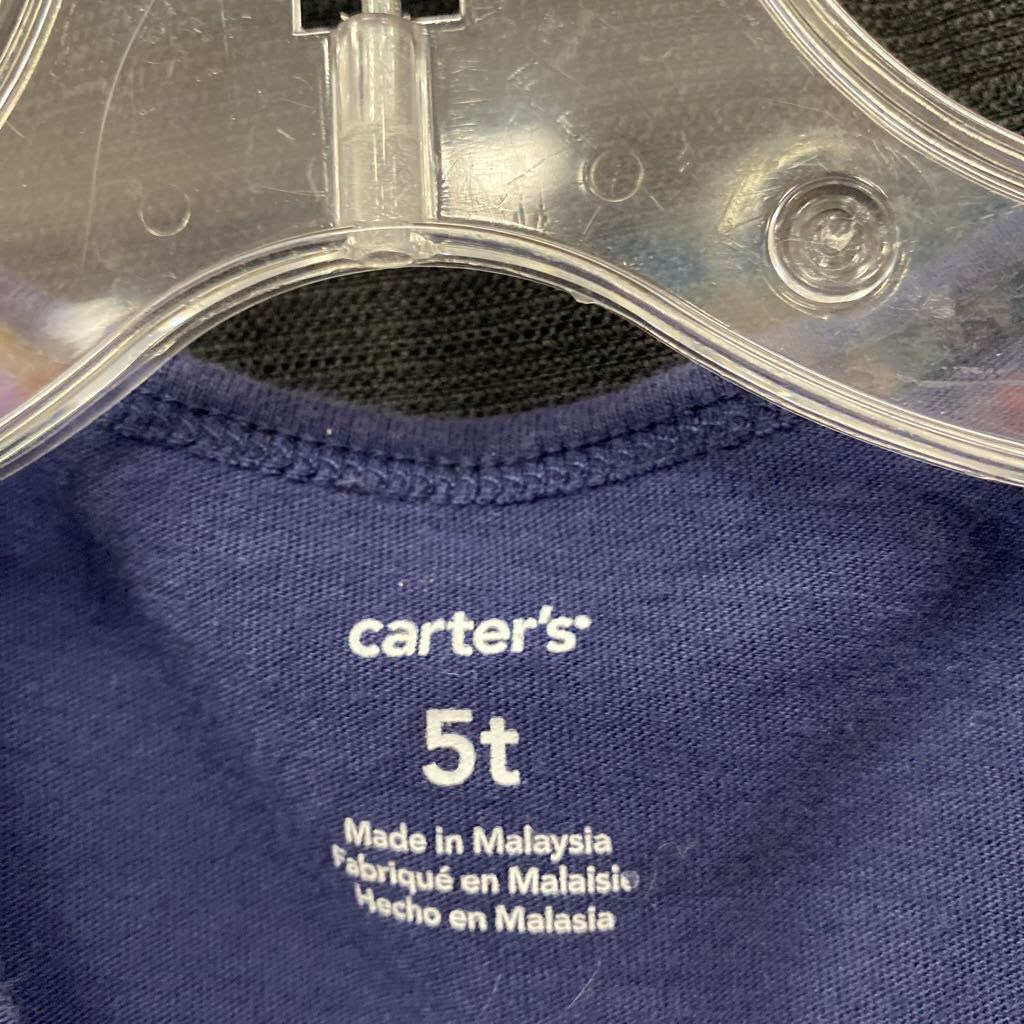 carter's
5t
Made in Malaysia
Fabriqué en Malaisie
Hecho en Malasia